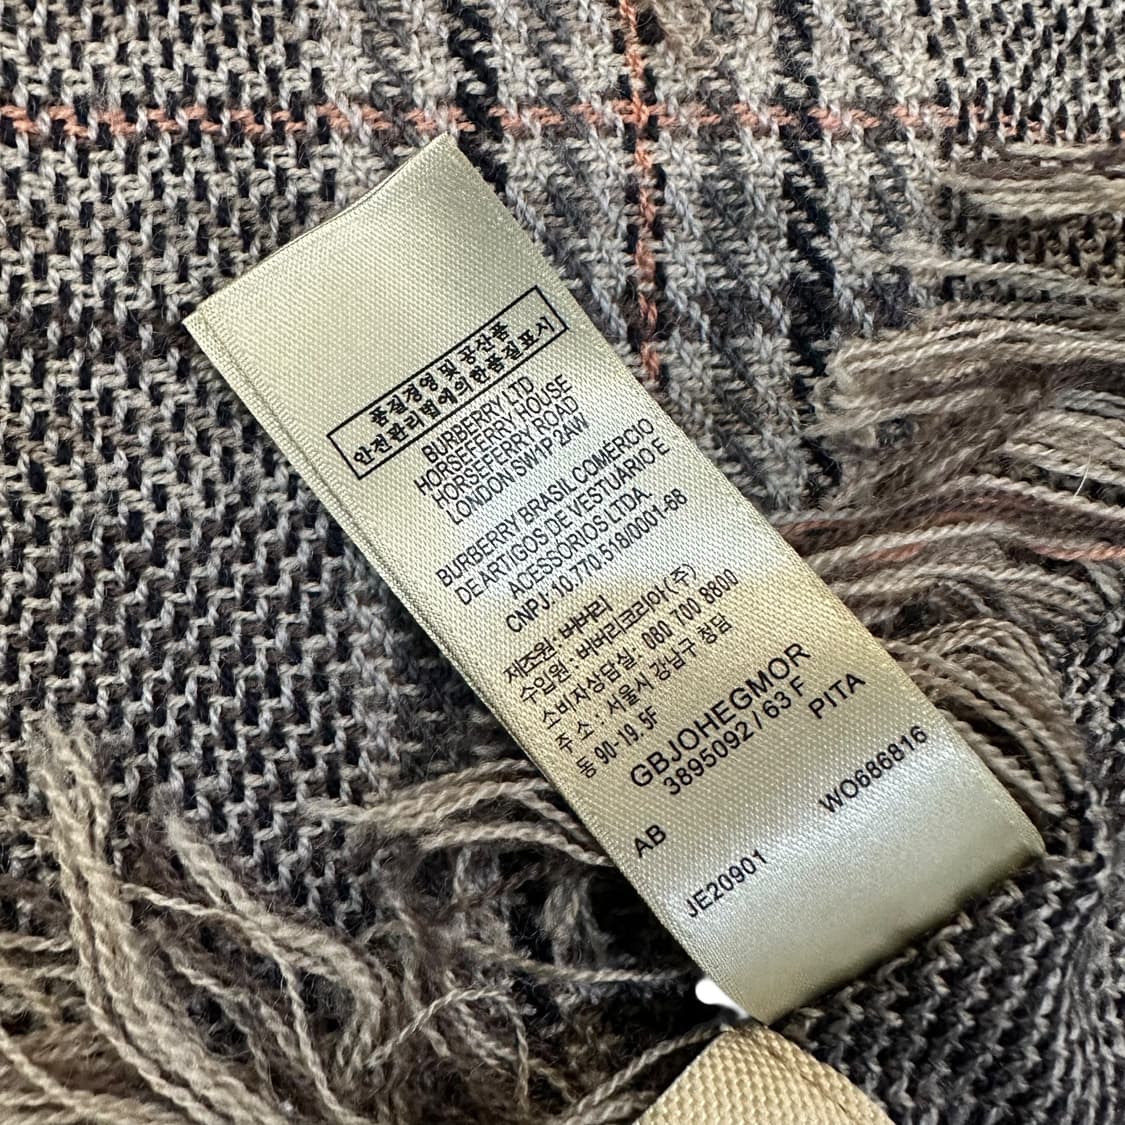 품질경영 및 공산품
안전관리법에의한품질표시
BURBERRY LTD
HORSEFERRY HOUSE
HORSEFERRY ROAD
LONDON SW1P 2AW
BURBERRY BRASIL COMÉRCIO
DE ARTIGOS DE VESTUÁRIO E
ACESSÓRIOS LTDA.
CNPJ: 10.770.518/0001-68
제조원: 버버리
수입원: 버버리코리아(주)
소비자상담실: 080 700 8800
주소: 서울시 강남구 청담
동 90-19. 5F
GBJOHEGMOR
3895092 / 63 F
PITA
WO686816
AB
JE20901